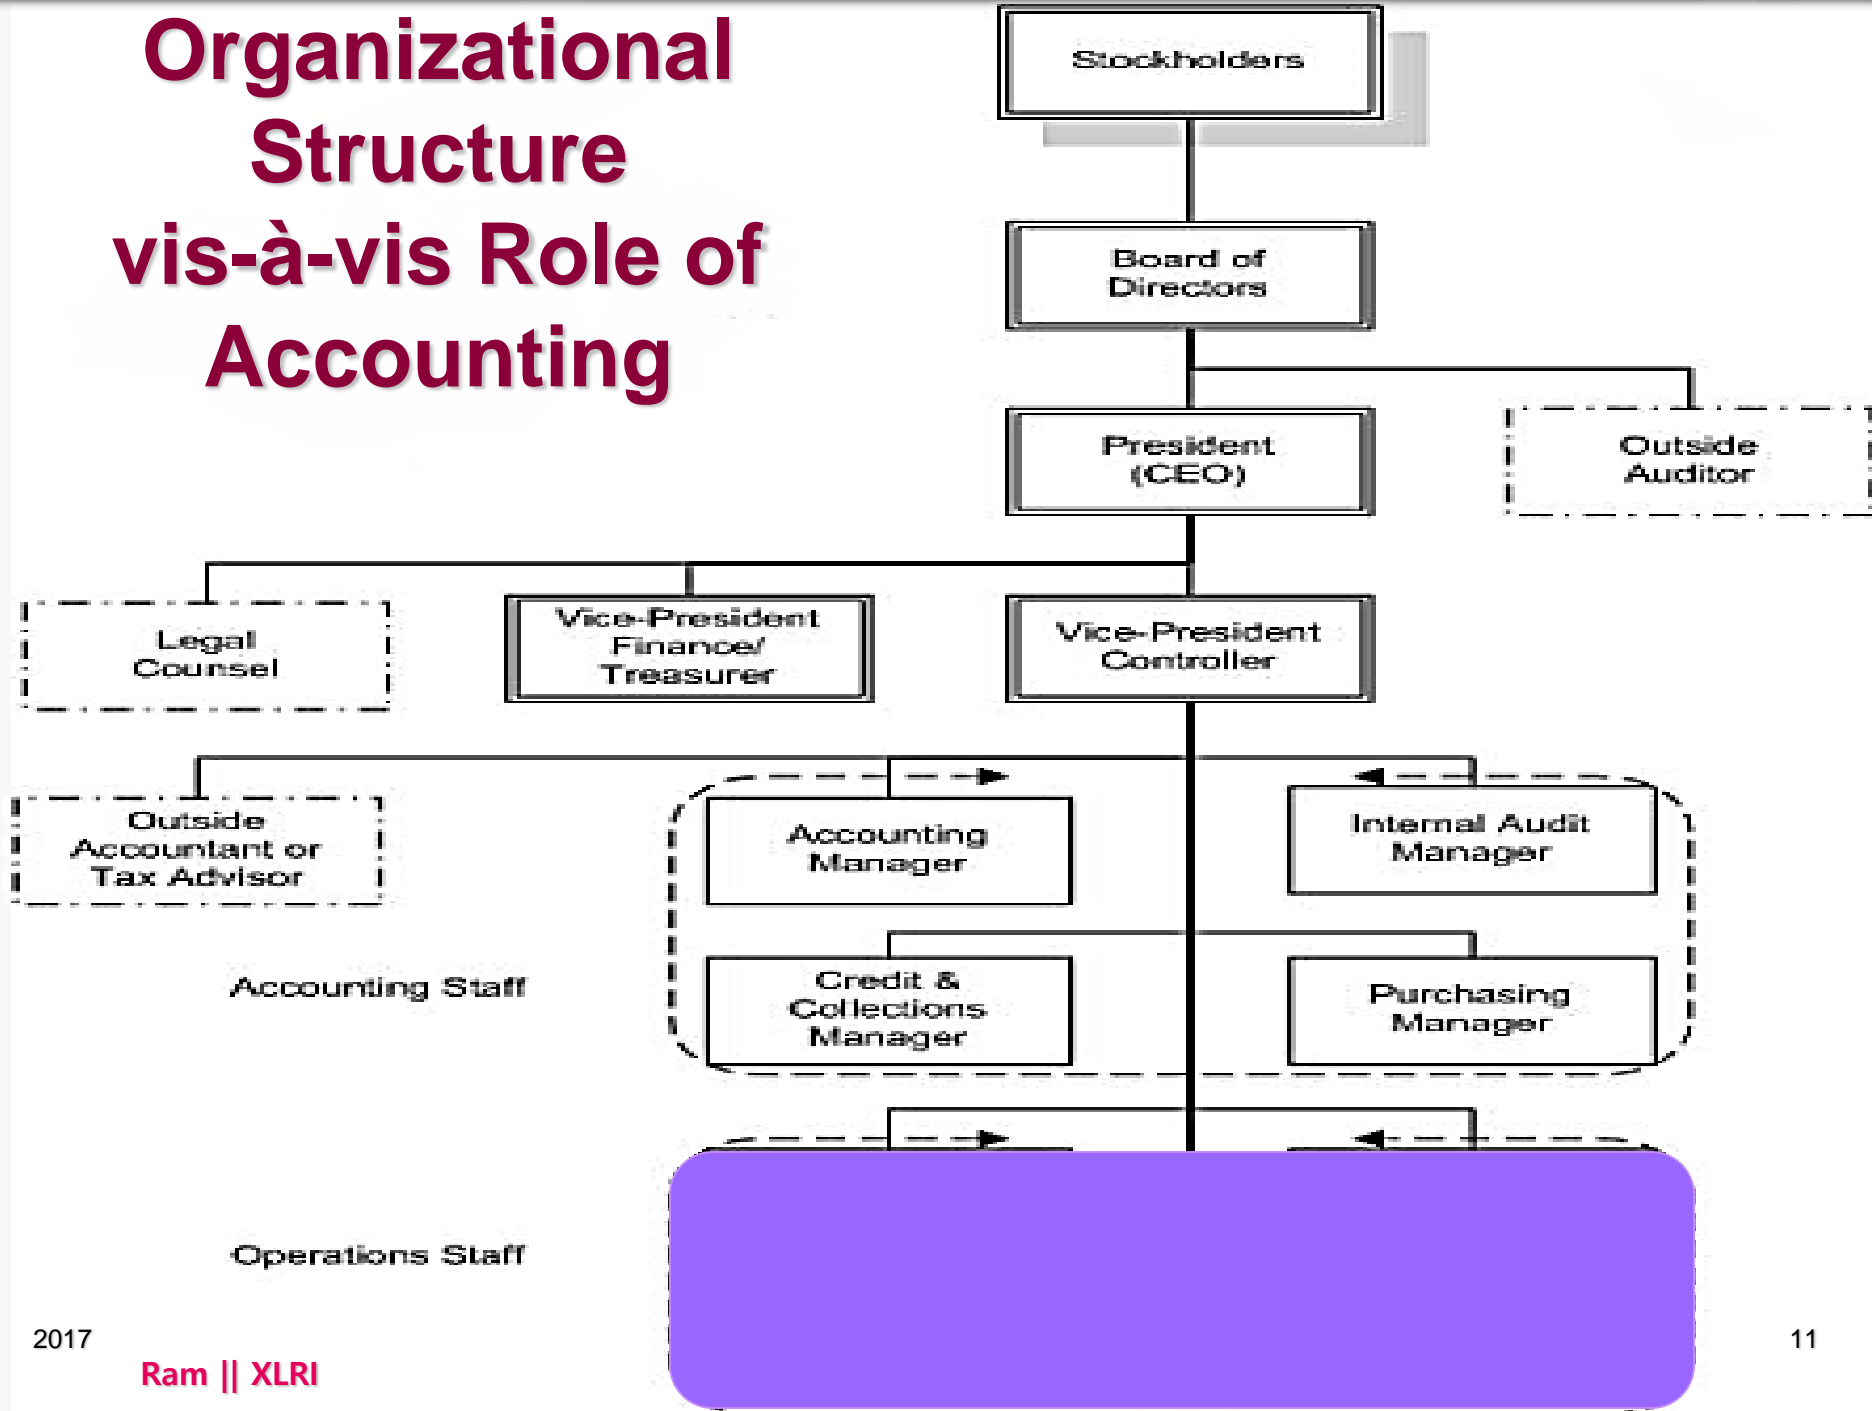 Organizational
Structure
vis-à-vis Role of
Accounting
Stockholders
Board of
Directors
President
(CEO)
Outside
Auditor
Legal
Counsel
Vice-President
Finance/
Treasurer
Vice-President
Controller
Outside
Accountant or
Tax Advisor
Accounting
Manager
Internal Audit
Manager
Accounting Staff
Credit &
Collections
Manager
Purchasing
Manager
Operations Staff
2017
Ram || XLRI
11